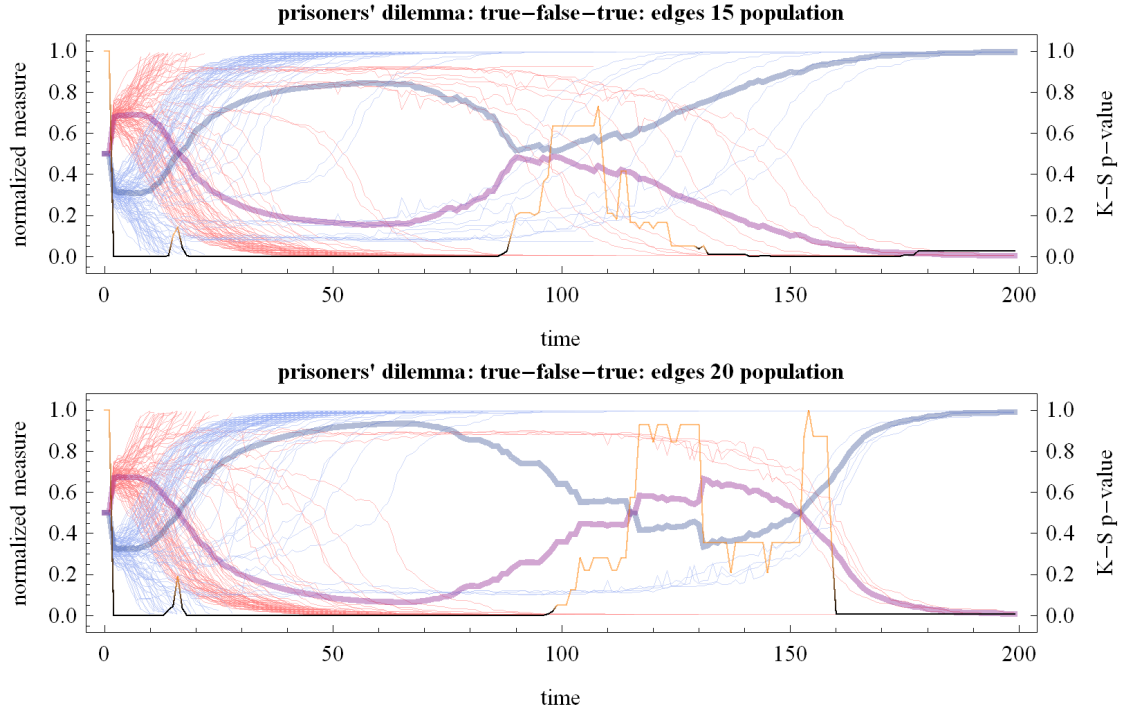 prisoners' dilemma: true−false−true: edges 15 population
1.0
0.8
0.6
0.4
0.2
0.0
normalized measure
1.0
0.8
0.6
0.4
0.2
0.0
K−S p−value
0 50 100 150 200
time
prisoners' dilemma: true−false−true: edges 20 population
1.0
0.8
0.6
0.4
0.2
0.0
normalized measure
1.0
0.8
0.6
0.4
0.2
0.0
K−S p−value
0 50 100 150 200
time